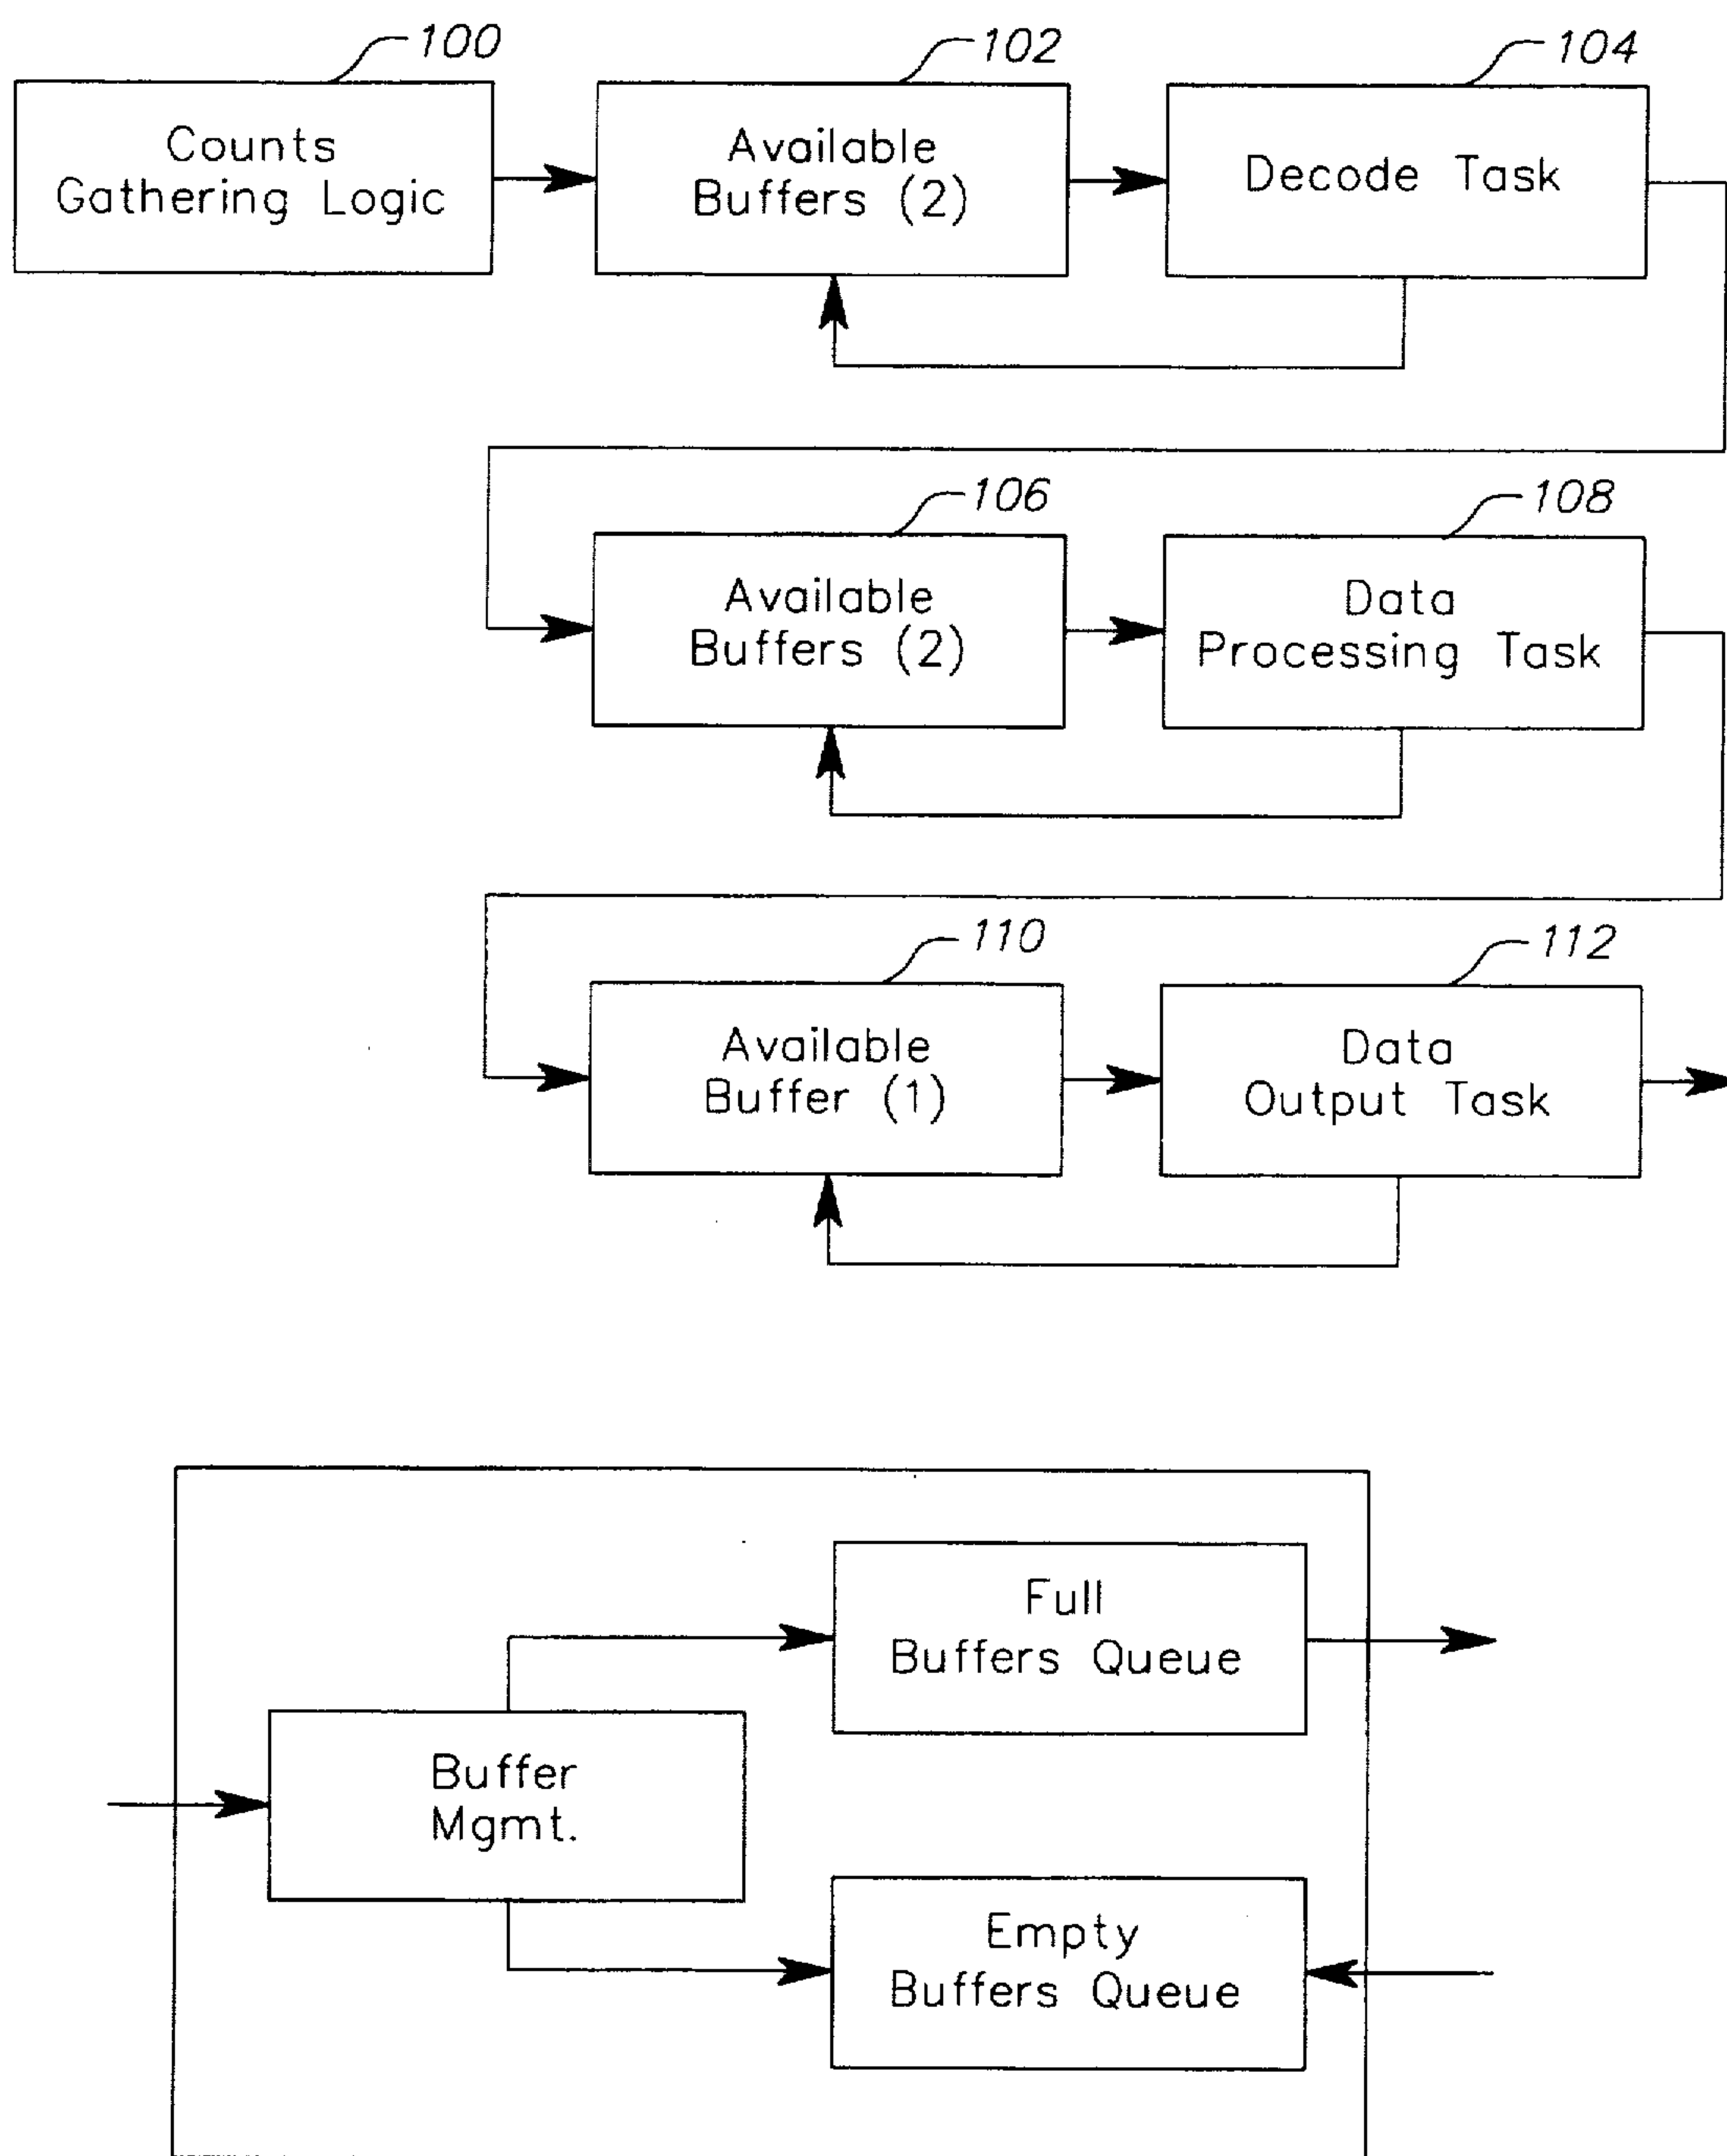 100
102
104
Counts
Gathering Logic
Available
Buffers (2)
Decode Task
106
108
Available
Buffers (2)
Data
Processing Task
110
112
Available
Buffer (1)
Data
Output Task
Full
Buffers Queue
Buffer
Mgmt.
Empty
Buffers Queue